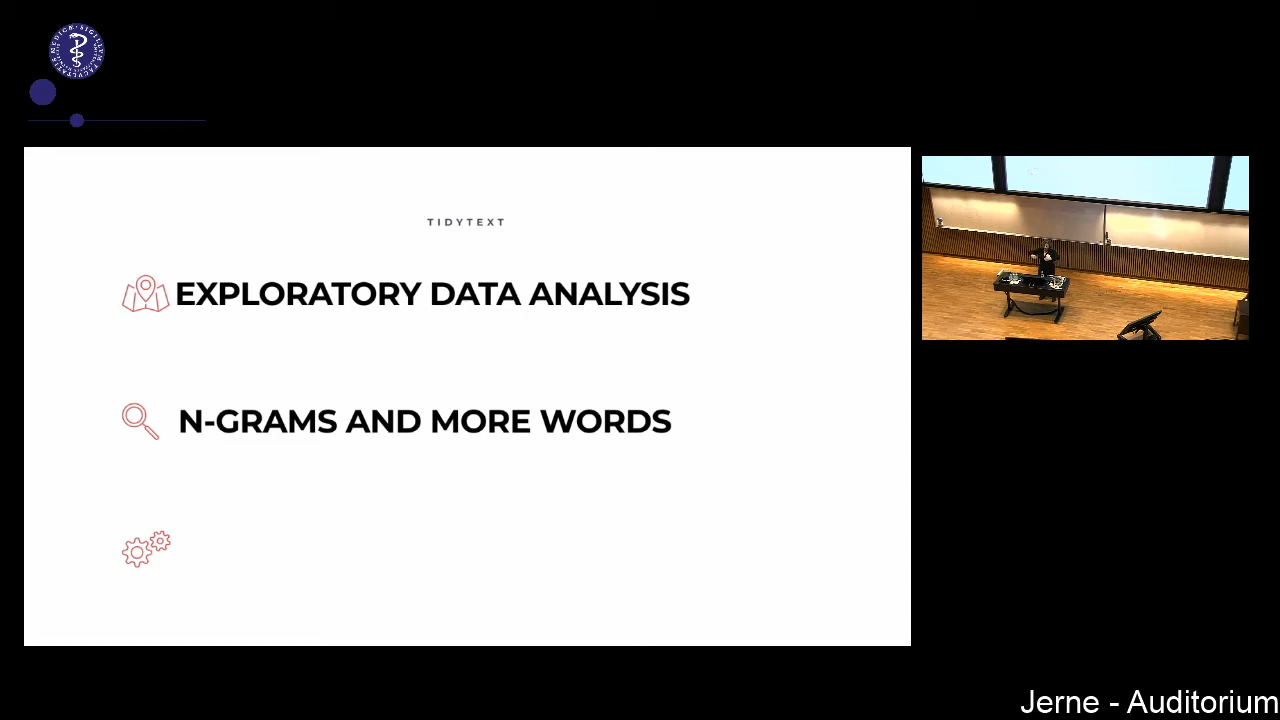 TIDYTEXT
EXPLORATORY DATA ANALYSIS
N-GRAMS AND MORE WORDS
Jerne - Auditorium